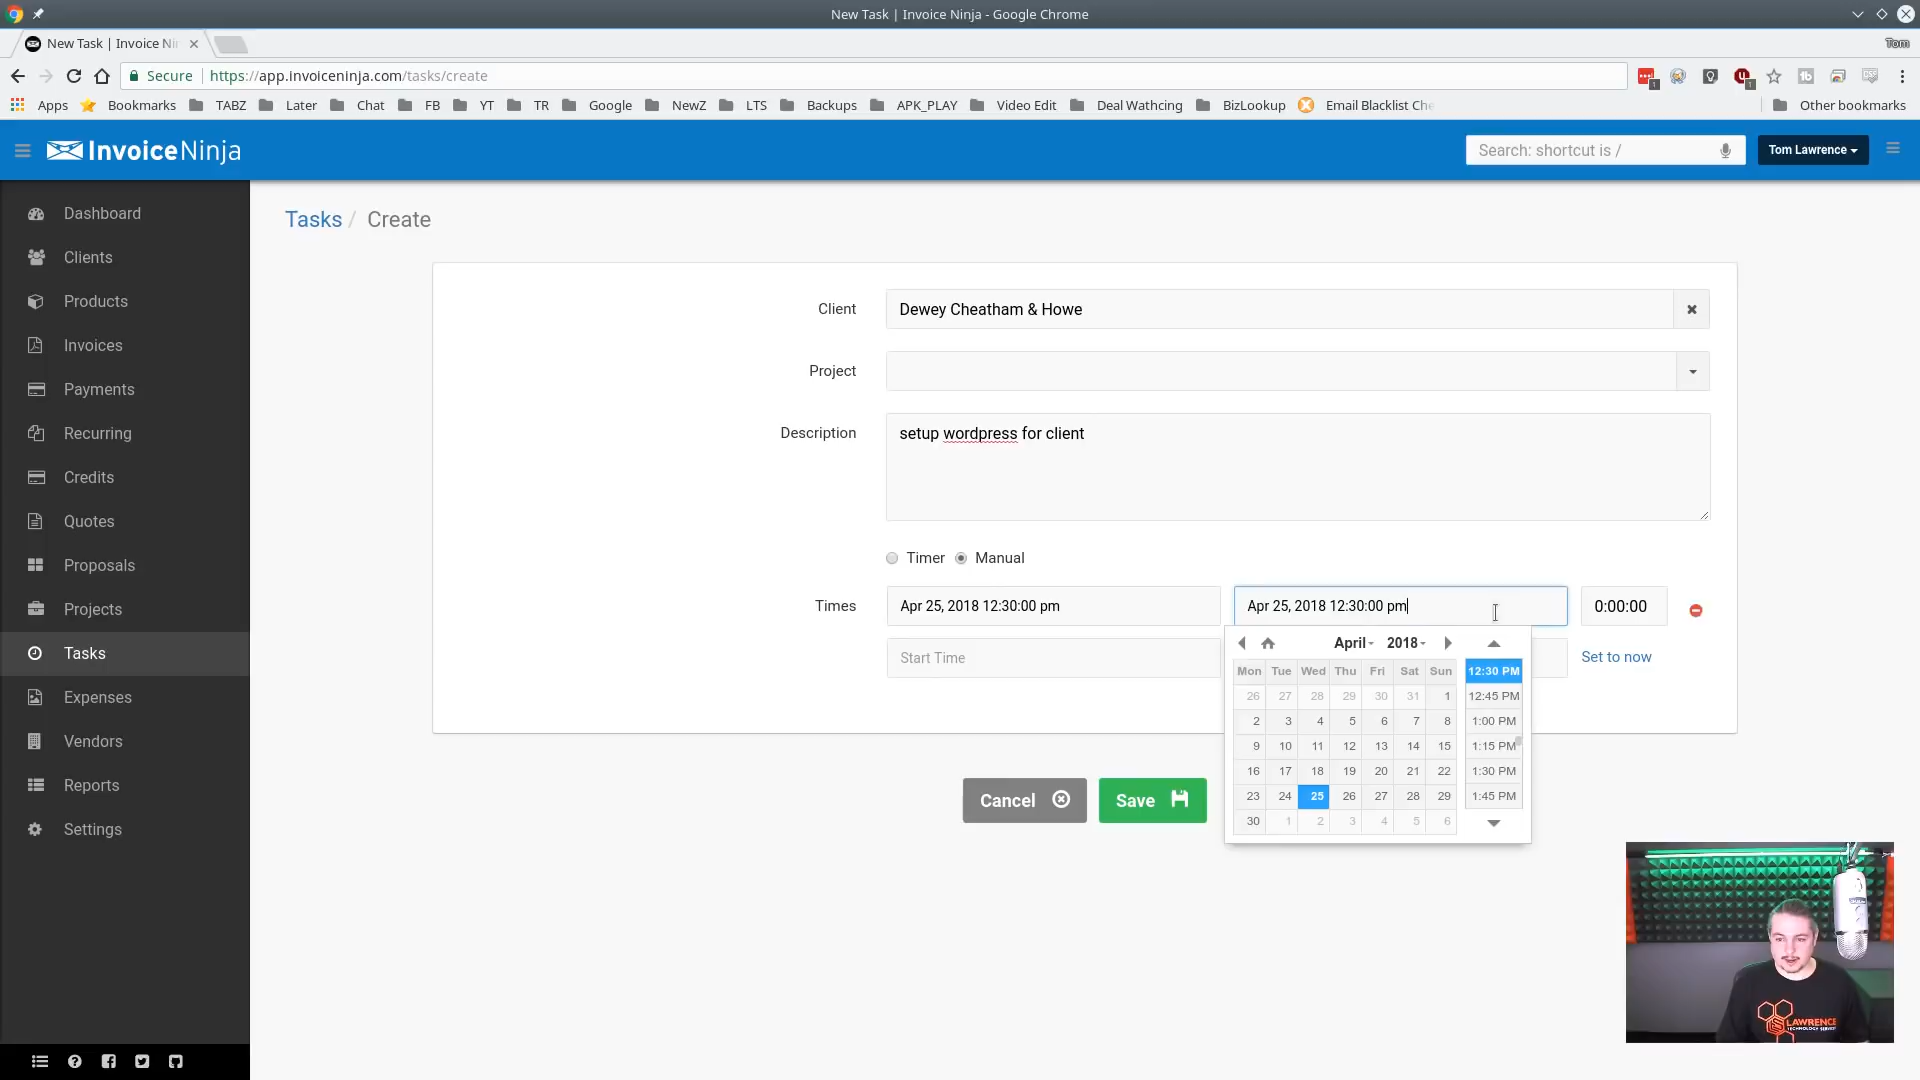 New Task | Invoice Ninja - Google Chrome
New Task | Invoice Ni
Tom
Secure https://app.invoiceninja.com/tasks/create
Apps Bookmarks TABZ Later Chat FB YT TR Google NewZ LTS Backups APK_PLAY Video Edit Deal Wathcing BizLookup Email Blacklist Che Other bookmarks
InvoiceNinja
Search: shortcut is /
Tom Lawrence
Dashboard
Clients
Products
Invoices
Payments
Recurring
Credits
Quotes
Proposals
Projects
Tasks
Expenses
Vendors
Reports
Settings
Tasks / Create
Client Dewey Cheatham & Howe
Project
Description setup wordpress for client
Timer Manual
Times Apr 25, 2018 12:30:00 pm Apr 25, 2018 12:30:00 pm 0:00:00
Start Time Set to now
April 2018
Mon Tue Wed Thu Fri Sat Sun 12:30 PM
26 27 28 29 30 31 1 12:45 PM
2 3 4 5 6 7 8 1:00 PM
9 10 11 12 13 14 15 1:15 PM
16 17 18 19 20 21 22 1:30 PM
23 24 25 26 27 28 29 1:45 PM
30 1 2 3 4 5 6
Cancel Save
LAWRENCE